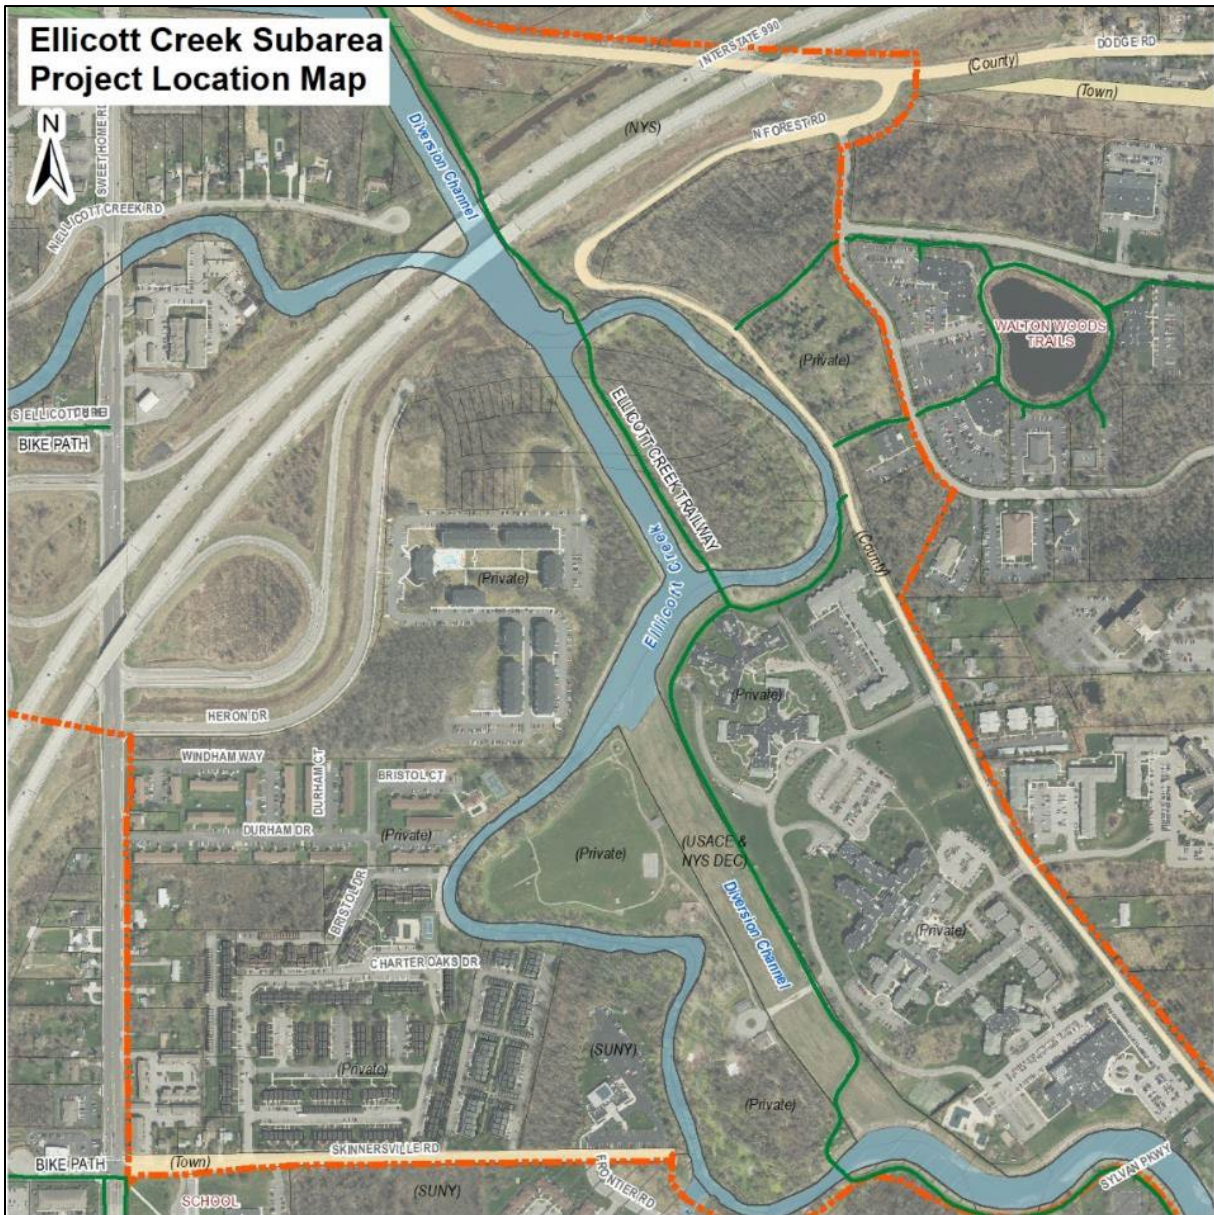 Ellicott Creek Subarea
Project Location Map
N
INTERSTATE 990
DODGE RD
(County)
(Town)
SWEET HOME RD
Diversion Channel
(NYS)
N FOREST RD
N ELLICOTT CREEK RD
WALTON WOODS
TRAILS
(Private)
S ELLICOTT
BIKE PATH
ELLICOTT CREEK TRAILWAY
Ellicott Creek
(County)
(Private)
(Private)
HERON DR
WINDHAM WAY
DURHAM CT
BRISTOL CT
DURHAM DR
(Private)
(Private)
(USACE &
NYS DEC)
BRISTOL DR
Diversion Channel
(Private)
CHARTER OAKS DR
(SUNY)
(Private)
(Private)
SKINNERSVILLE RD
BIKE PATH
(Town)
FRONTIER RD
SYLVAN PKWY
(SUNY)
SCHOOL